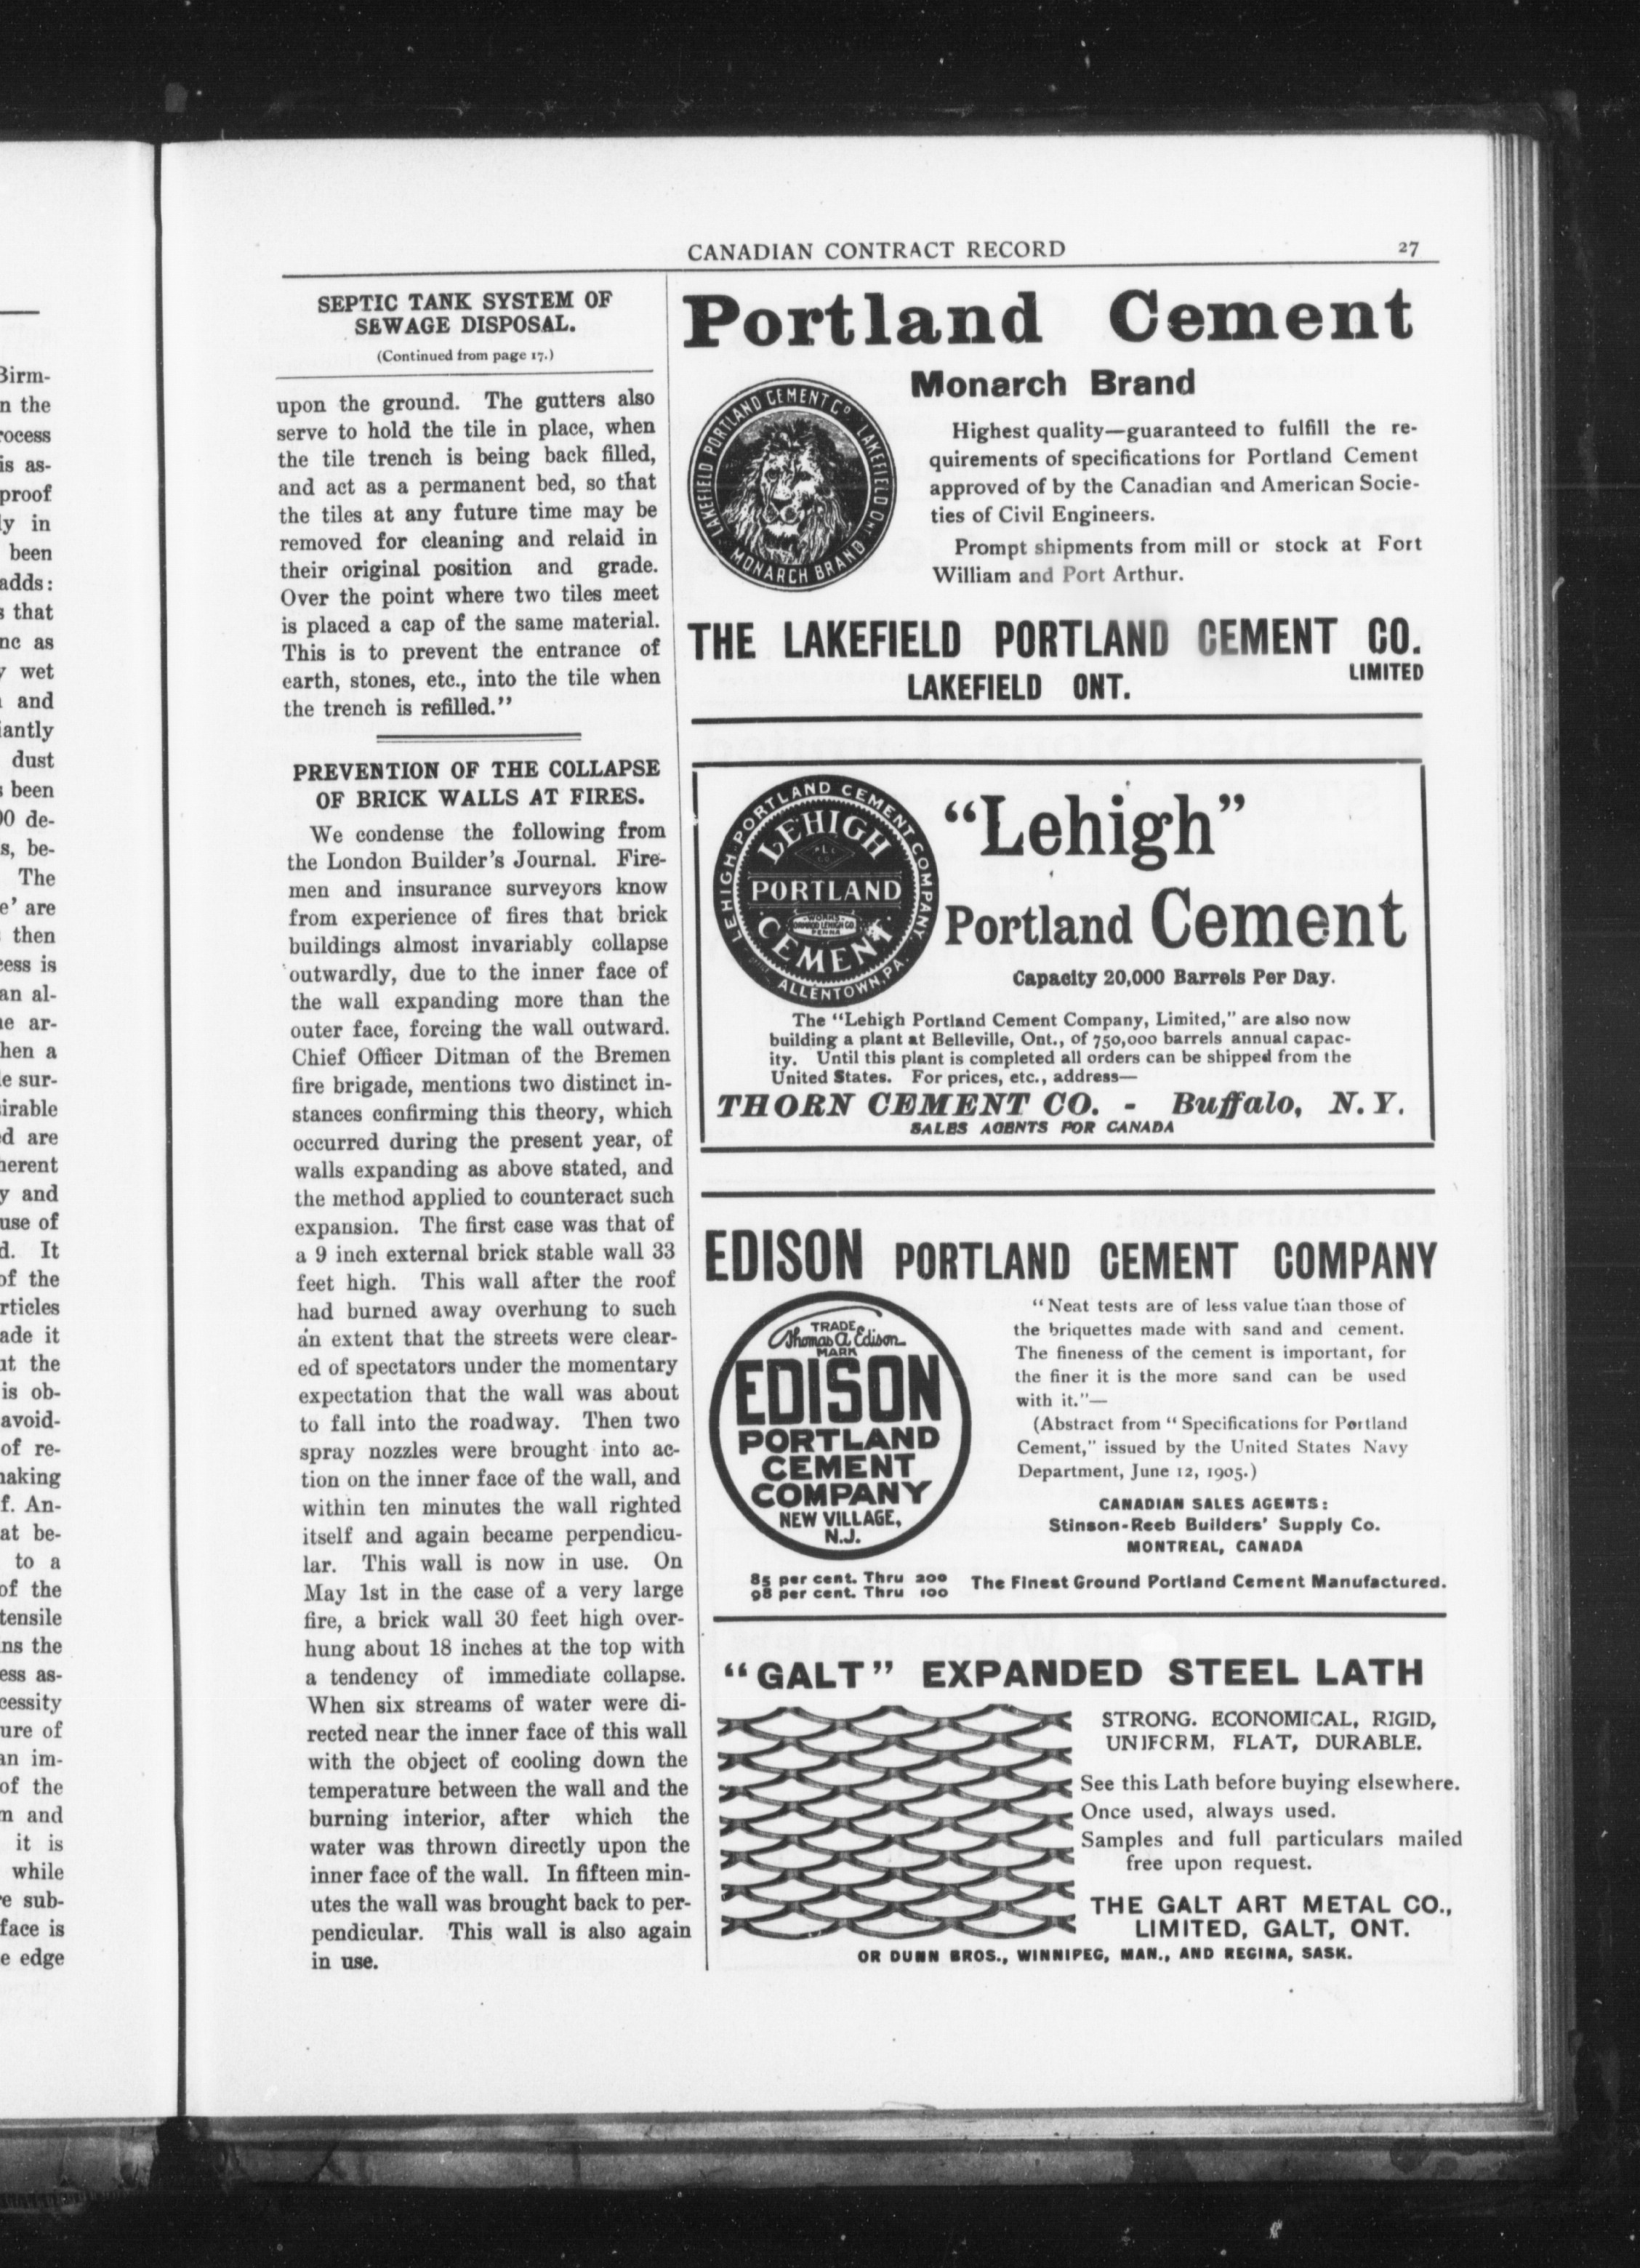 CANADIAN CONTRACT RECORD 27
SEPTIC TANK SYSTEM OF
SEWAGE DISPOSAL.
(Continued from page 17.)
upon the ground. The gutters also
serve to hold the tile in place, when
the tile trench is being back filled,
and act as a permanent bed, so that
the tiles at any future time may be
removed for cleaning and relaid in
their original position and grade.
Over the point where two tiles meet
is placed a cap of the same material.
This is to prevent the entrance of
earth, stones, etc., into the tile when
the trench is refilled."
PREVENTION OF THE COLLAPSE
OF BRICK WALLS AT FIRES.
We condense the following from
the London Builder's Journal. Fire-
men and insurance surveyors know
from experience of fires that brick
buildings almost invariably collapse
outwardly, due to the inner face of
the wall expanding more than the
outer face, forcing the wall outward.
Chief Officer Ditman of the Bremen
fire brigade, mentions two distinct in-
stances confirming this theory, which
occurred during the present year, of
walls expanding as above stated, and
the method applied to counteract such
expansion. The first case was that of
a 9 inch external brick stable wall 33
feet high. This wall after the roof
had burned away overhung to such
an extent that the streets were clear-
ed of spectators under the momentary
expectation that the wall was about
to fall into the roadway. Then two
spray nozzles were brought into ac-
tion on the inner face of the wall, and
within ten minutes the wall righted
itself and again became perpendicu-
lar. This wall is now in use. On
May 1st in the case of a very large
fire, a brick wall 30 feet high over-
hung about 18 inches at the top with
a tendency of immediate collapse.
When six streams of water were di-
rected near the inner face of this wall
with the object of cooling down the
temperature between the wall and the
burning interior, after which the
water was thrown directly upon the
inner face of the wall. In fifteen min-
utes the wall was brought back to per-
pendicular. This wall is also again
in use.
Portland Cement
Monarch Brand
LAKEFIELD PORTLAND CEMENT Co. LAKEFIELD ONT.
MONARCH BRAND
Highest quality—guaranteed to fulfill the re-
quirements of specifications for Portland Cement
approved of by the Canadian and American Socie-
ties of Civil Engineers.
Prompt shipments from mill or stock at Fort
William and Port Arthur.
THE LAKEFIELD PORTLAND CEMENT CO.
LIMITED
LAKEFIELD ONT.
LEHIGH PORTLAND CEMENT COMPANY.
LEHIGH
PORTLAND
CEMENT
ALLENTOWN, PA.
"Lehigh"
Portland Cement
Capacity 20,000 Barrels Per Day.
The "Lehigh Portland Cement Company, Limited," are also now
building a plant at Belleville, Ont., of 750,000 barrels annual capac-
ity. Until this plant is completed all orders can be shipped from the
United States. For prices, etc., address—
THORN CEMENT CO. - Buffalo, N. Y.
SALES AGENTS FOR CANADA
EDISON PORTLAND CEMENT COMPANY
TRADE
Thomas A. Edison
MARK
EDISON
PORTLAND
CEMENT
COMPANY
NEW VILLAGE,
N.J.
"Neat tests are of less value than those of
the briquettes made with sand and cement.
The fineness of the cement is important, for
the finer it is the more sand can be used
with it."—
(Abstract from "Specifications for Portland
Cement," issued by the United States Navy
Department, June 12, 1905.)
CANADIAN SALES AGENTS:
Stinson-Reeb Builders' Supply Co.
MONTREAL, CANADA
85 per cent. Thru 200
98 per cent. Thru 100
The Finest Ground Portland Cement Manufactured.
"GALT" EXPANDED STEEL LATH
STRONG. ECONOMICAL, RIGID,
UNIFORM, FLAT, DURABLE.
See this Lath before buying elsewhere.
Once used, always used.
Samples and full particulars mailed
free upon request.
THE GALT ART METAL CO.,
LIMITED, GALT, ONT.
OR DUNN BROS., WINNIPEG, MAN., AND REGINA, SASK.